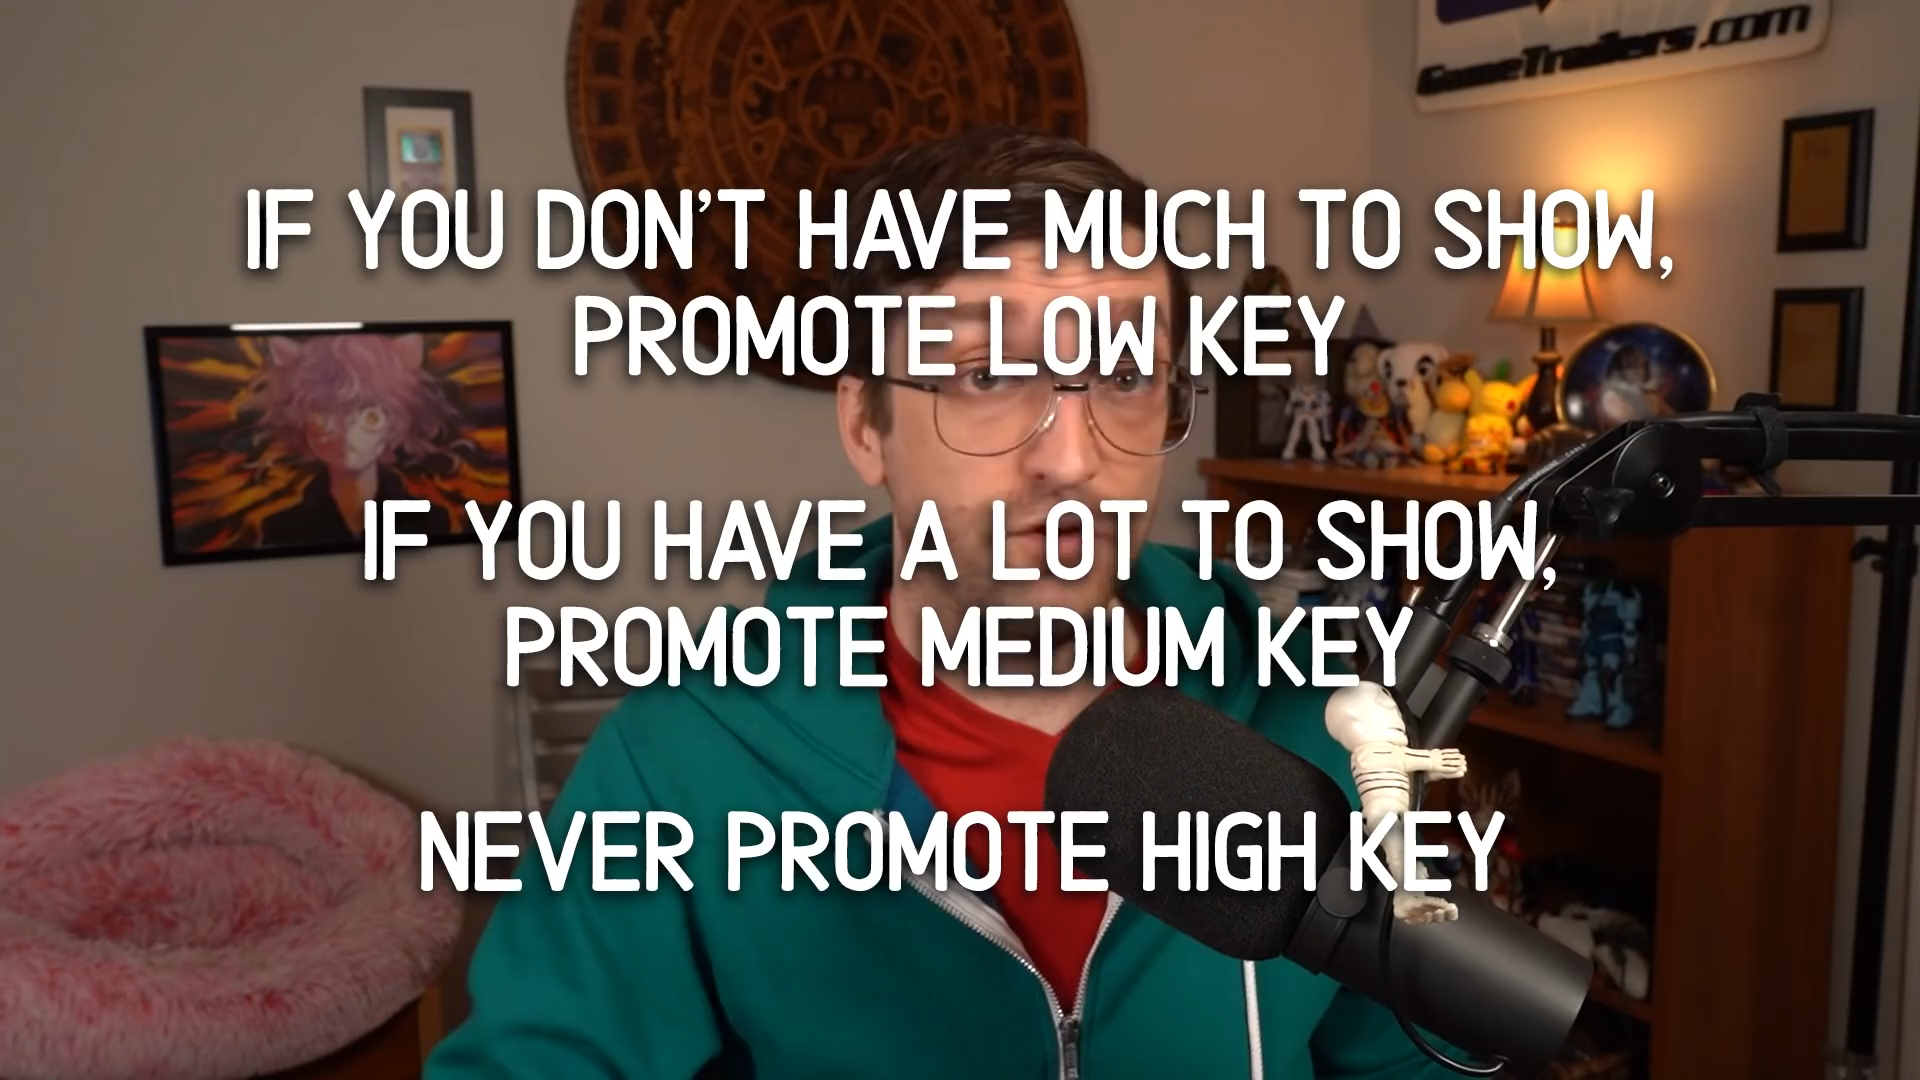 GameTraders.com
IF YOU DON'T HAVE MUCH TO SHOW,
PROMOTE LOW KEY
IF YOU HAVE A LOT TO SHOW,
PROMOTE MEDIUM KEY
NEVER PROMOTE HIGH KEY